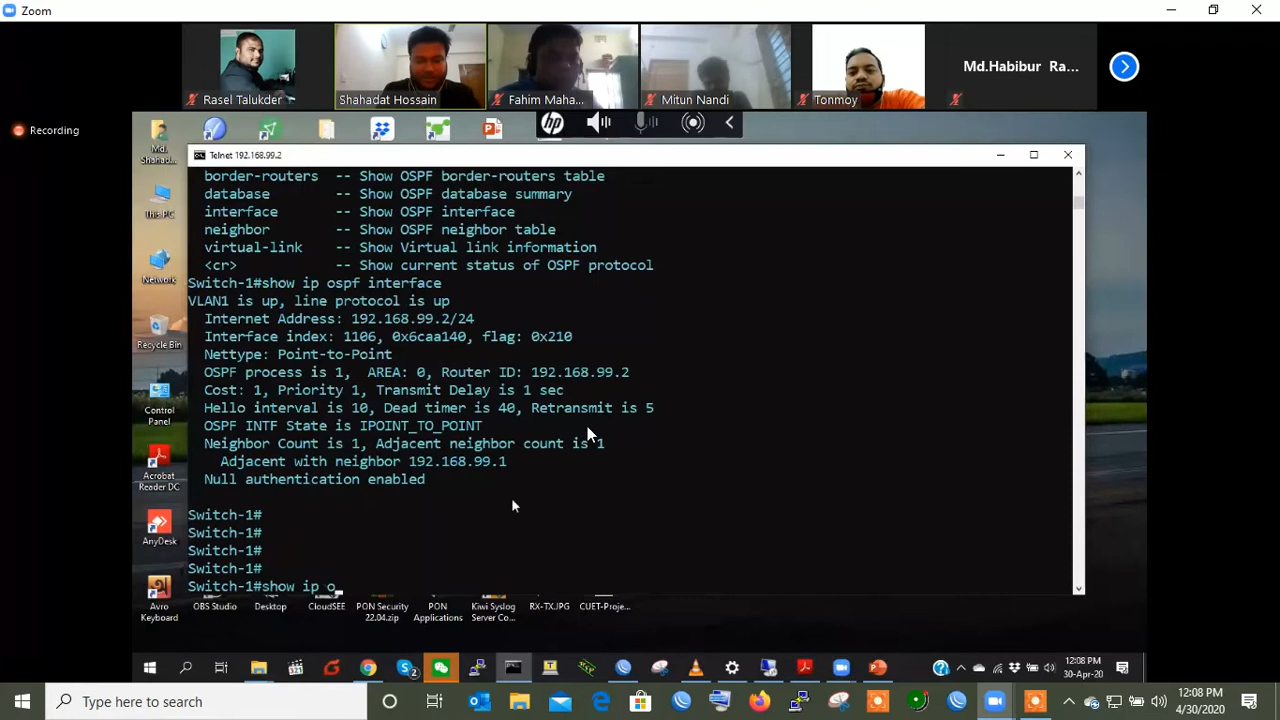 Zoom
Rasel Talukder
Shahadat Hossain
Fahim Maha...
Mitun Nandi
Tonmoy
Md.Habibur Ra...
Recording
hp
Md. Shahad...
This PC
Network
Recycle Bin
Control Panel
Acrobat Reader DC
AnyDesk
Avro Keyboard
Telnet 192.168.99.2
border-routers -- Show OSPF border-routers table
database -- Show OSPF database summary
interface -- Show OSPF interface
neighbor -- Show OSPF neighbor table
virtual-link -- Show Virtual link information
<cr> -- Show current status of OSPF protocol
Switch-1#show ip ospf interface
VLAN1 is up, line protocol is up
Internet Address: 192.168.99.2/24
Interface index: 1106, 0x6caa140, flag: 0x210
Nettype: Point-to-Point
OSPF process is 1, AREA: 0, Router ID: 192.168.99.2
Cost: 1, Priority 1, Transmit Delay is 1 sec
Hello interval is 10, Dead timer is 40, Retransmit is 5
OSPF INTF State is IPOINT_TO_POINT
Neighbor Count is 1, Adjacent neighbor count is 1
Adjacent with neighbor 192.168.99.1
Null authentication enabled
Switch-1#
Switch-1#
Switch-1#
Switch-1#
Switch-1#show ip o_
OBS Studio
Desktop
CloudSEE
PON Security 22.04.zip
PON Applications
Kiwi Syslog Server Co...
RX-TX.JPG
CUET-Proje...
12:08 PM
30-Apr-20
Type here to search
12:08 PM
4/30/2020